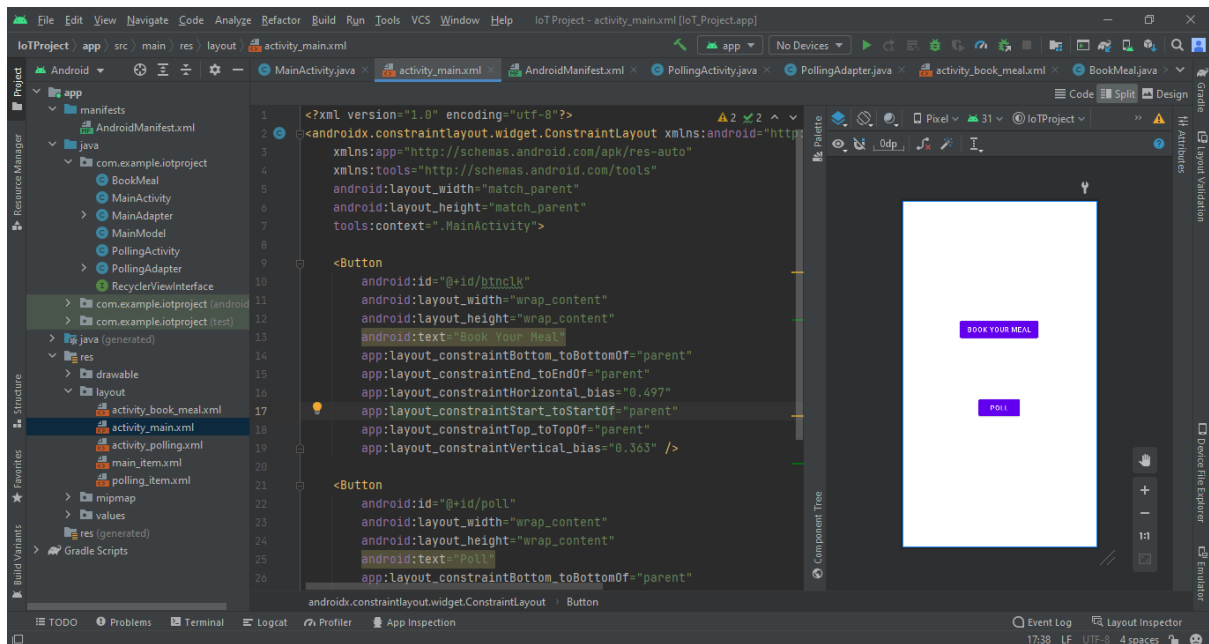 File Edit View Navigate Code Analyze Refactor Build Run Tools VCS Window Help IoT Project - activity_main.xml [IoT_Project.app]
IoTProject app src main res layout activity_main.xml app No Devices
Android MainActivity.java activity_main.xml AndroidManifest.xml PollingActivity.java PollingAdapter.java activity_book_meal.xml BookMeal.java
Code Split Design
Project
Resource Manager
Structure
Favorites
Build Variants
app
manifests
AndroidManifest.xml
java
com.example.iotproject
BookMeal
MainActivity
MainAdapter
MainModel
PollingActivity
PollingAdapter
RecyclerViewInterface
com.example.iotproject (android
com.example.iotproject (test)
java (generated)
res
drawable
layout
activity_book_meal.xml
activity_main.xml
activity_polling.xml
main_item.xml
polling_item.xml
mipmap
values
res (generated)
Gradle Scripts
1 <?xml version="1.0" encoding="utf-8"?>
2 <androidx.constraintlayout.widget.ConstraintLayout xmlns:android="http:
3 xmlns:app="http://schemas.android.com/apk/res-auto"
4 xmlns:tools="http://schemas.android.com/tools"
5 android:layout_width="match_parent"
6 android:layout_height="match_parent"
7 tools:context=".MainActivity">
8
9 <Button
10 android:id="@+id/btnclk"
11 android:layout_width="wrap_content"
12 android:layout_height="wrap_content"
13 android:text="Book Your Meal"
14 app:layout_constraintBottom_toBottomOf="parent"
15 app:layout_constraintEnd_toEndOf="parent"
16 app:layout_constraintHorizontal_bias="0.497"
17 app:layout_constraintStart_toStartOf="parent"
18 app:layout_constraintTop_toTopOf="parent"
19 app:layout_constraintVertical_bias="0.363" />
20
21 <Button
22 android:id="@+id/poll"
23 android:layout_width="wrap_content"
24 android:layout_height="wrap_content"
25 android:text="Poll"
26 app:layout_constraintBottom_toBottomOf="parent"
2 2
androidx.constraintlayout.widget.ConstraintLayout Button
Palette
Component Tree
Pixel 31 IoTProject
0dp
BOOK YOUR MEAL
POLL
1:1
Attributes
Gradle
Layout Validation
Device File Explorer
Emulator
TODO Problems Terminal Logcat Profiler App Inspection Event Log Layout Inspector
17:38 LF UTF-8 4 spaces